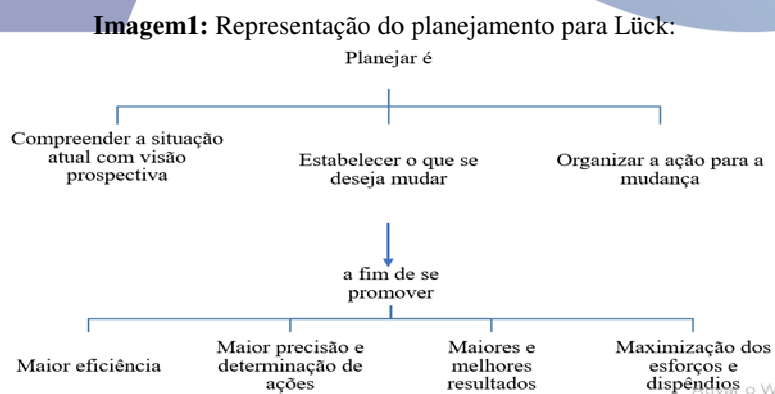 Imagem1: Representação do planejamento para Lück:
Planejar é
Compreender a situação
atual com visão
prospectiva
Estabelecer o que se
deseja mudar
Organizar a ação para a
mudança
a fim de se
promover
Maior eficiência
Maior precisão e
determinação de
ações
Maiores e
melhores
resultados
Maximização dos
esforços e
dispêndios